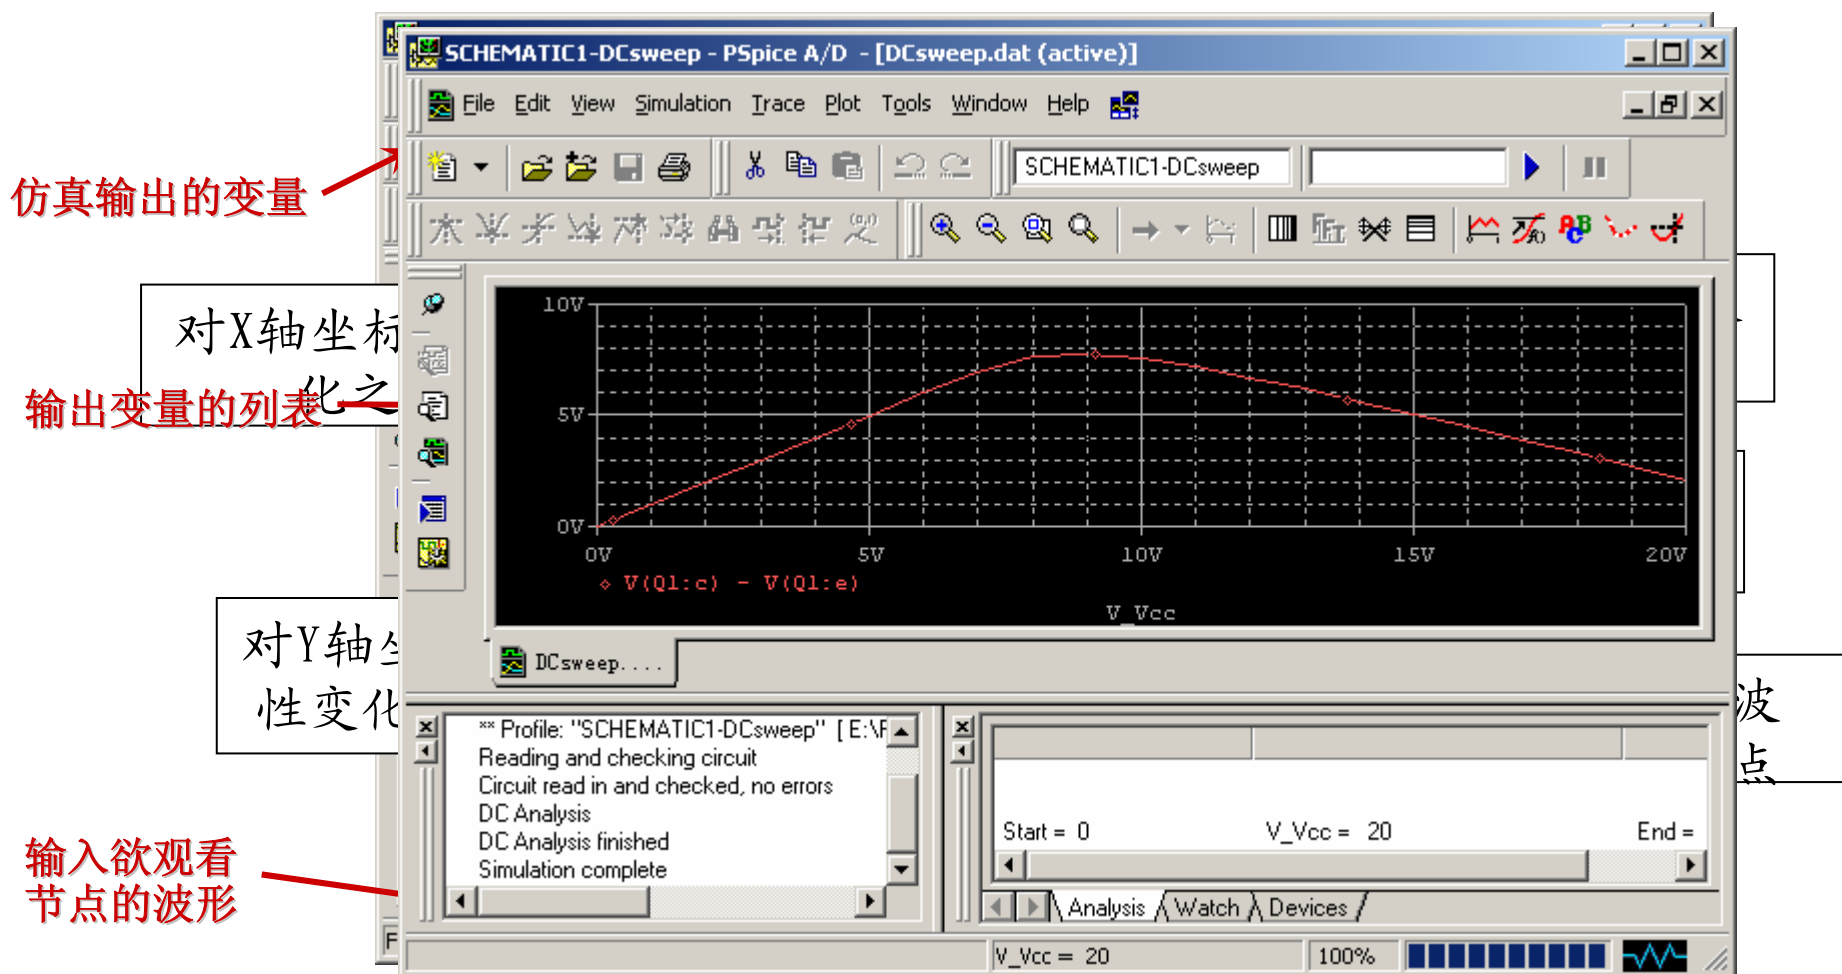 SCHEMATIC1-DCsweep - PSpice A/D - [DCsweep.dat (active)]
File Edit View Simulation Trace Plot Tools Window Help
SCHEMATIC1-DCsweep
仿真输出的变量
对X轴坐标
化之
输出变量的列表
10V
5V
0V
0V 5V 10V 15V 20V
V(Q1:c) - V(Q1:e)
V_Vcc
对Y轴
性变化
波
点
DCsweep....
** Profile: "SCHEMATIC1-DCsweep" [ E:\
Reading and checking circuit
Circuit read in and checked, no errors
DC Analysis
DC Analysis finished
Simulation complete
Start = 0 V_Vcc = 20 End =
Analysis Watch Devices
输入欲观看
节点的波形
F
V_Vcc = 20 100%